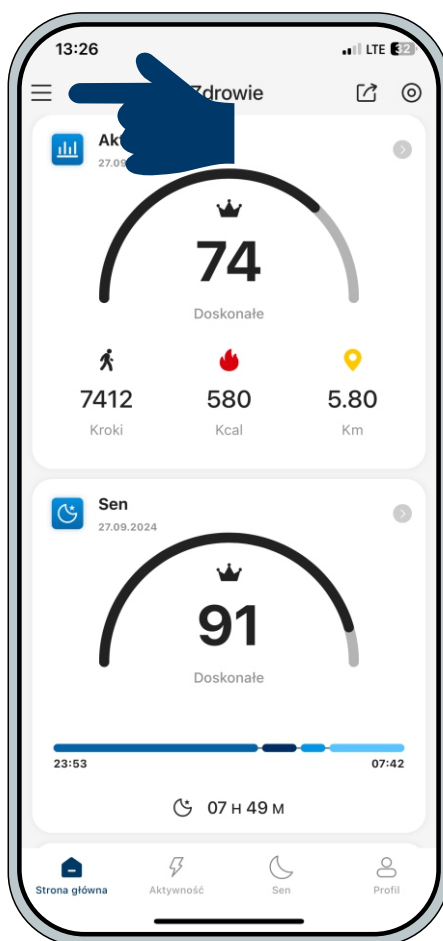 13:26 LTE 32
Zdrowie
27.09
74
Doskonałe
7412 580 5.80
Kroki Kcal Km
Sen
27.09.2024
91
Doskonałe
23:53 07:42
07 H 49 M
Strona główna Aktywność Sen Profil